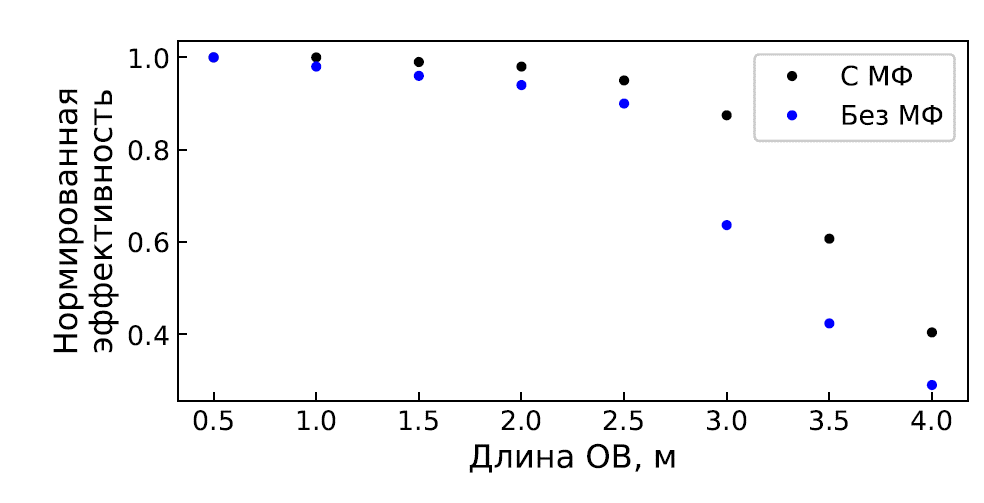 Нормированная
эффективность
1.0
0.8
0.6
0.4
С МФ
Без МФ
0.5 1.0 1.5 2.0 2.5 3.0 3.5 4.0
Длина ОВ, м